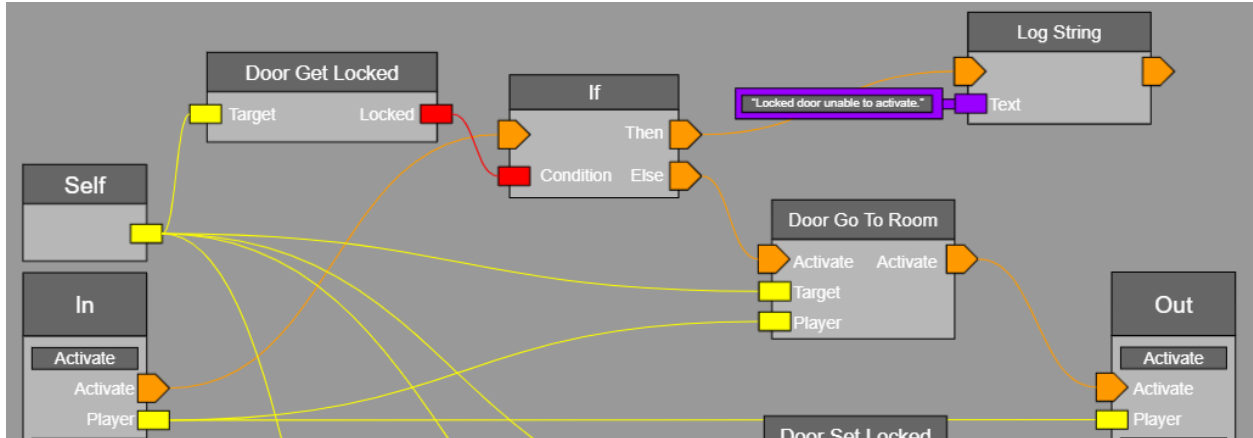 Log String
Text
"Locked door unable to activate."
Door Get Locked
Target Locked
If
Then
Condition Else
Self
Door Go To Room
Activate Activate
Target
Player
In
Activate
Activate
Player
Out
Activate
Activate
Player
Door Set Locked